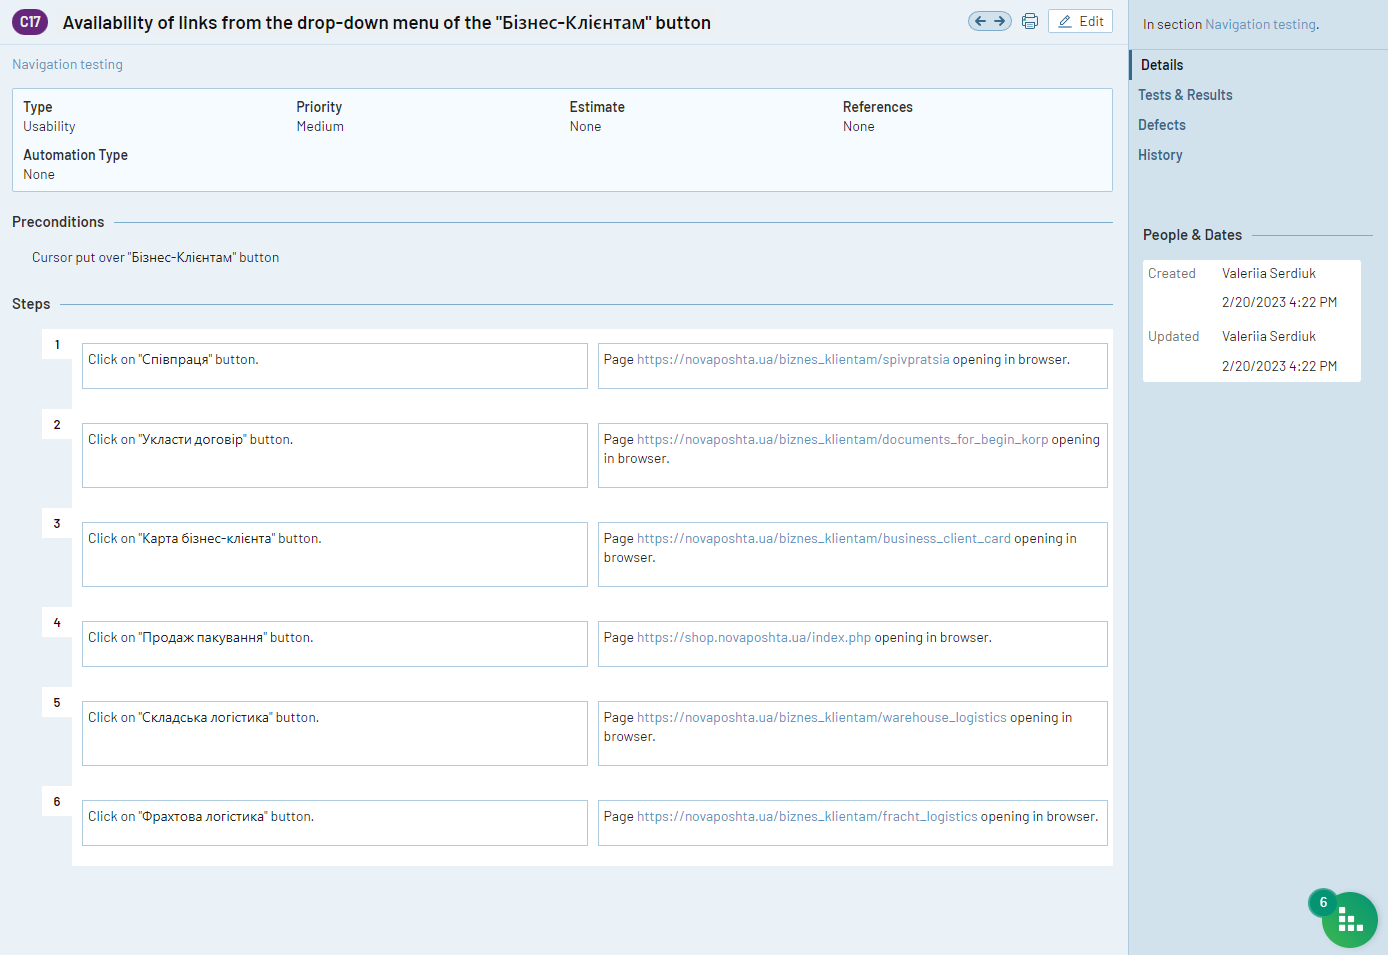 C17 Availability of links from the drop-down menu of the "Бізнес-Клієнтам" button
Edit
Navigation testing
Type
Usability
Priority
Medium
Estimate
None
References
None
Automation Type
None
Preconditions
Cursor put over "Бізнес-Клієнтам" button
Steps
1
Click on "Співпраця" button.
Page https://novaposhta.ua/biznes_klientam/spivpratsia opening in browser.
2
Click on "Укласти договір" button.
Page https://novaposhta.ua/biznes_klientam/documents_for_begin_korp opening
in browser.
3
Click on "Карта бізнес-клієнта" button.
Page https://novaposhta.ua/biznes_klientam/business_client_card opening in
browser.
4
Click on "Продаж пакування" button.
Page https://shop.novaposhta.ua/index.php opening in browser.
5
Click on "Складська логістика" button.
Page https://novaposhta.ua/biznes_klientam/warehouse_logistics opening in
browser.
6
Click on "Фрахтова логістика" button.
Page https://novaposhta.ua/biznes_klientam/fracht_logistics opening in browser.
In section Navigation testing.
Details
Tests & Results
Defects
History
People & Dates
Created Valeriia Serdiuk
2/20/2023 4:22 PM
Updated Valeriia Serdiuk
2/20/2023 4:22 PM
6